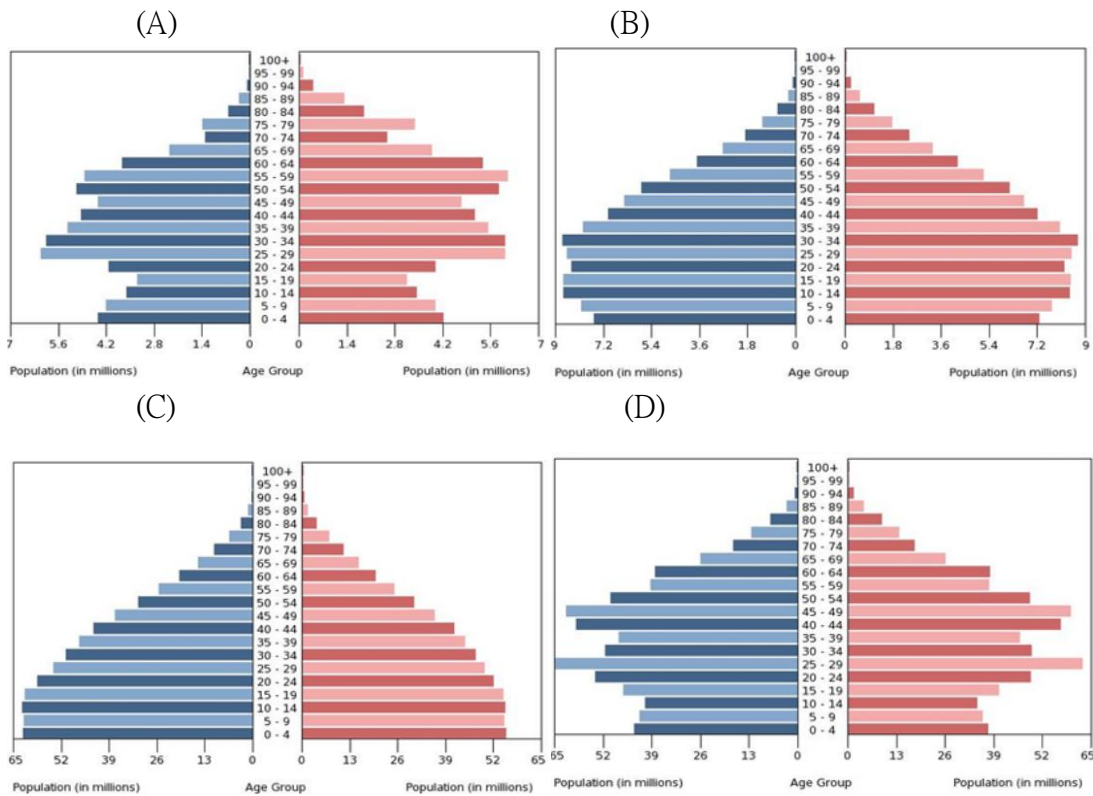 (A)
(B)
100+
95 - 99
90 - 94
85 - 89
80 - 84
75 - 79
70 - 74
65 - 69
60 - 64
55 - 59
50 - 54
45 - 49
40 - 44
35 - 39
30 - 34
25 - 29
20 - 24
15 - 19
10 - 14
5 - 9
0 - 4
7 5.6 4.2 2.8 1.4 0 0 1.4 2.8 4.2 5.6 7
Population (in millions) Age Group Population (in millions)
100+
95 - 99
90 - 94
85 - 89
80 - 84
75 - 79
70 - 74
65 - 69
60 - 64
55 - 59
50 - 54
45 - 49
40 - 44
35 - 39
30 - 34
25 - 29
20 - 24
15 - 19
10 - 14
5 - 9
0 - 4
9 7.2 5.4 3.6 1.8 0 0 1.8 3.6 5.4 7.2 9
Population (in millions) Age Group Population (in millions)
(C)
(D)
100+
95 - 99
90 - 94
85 - 89
80 - 84
75 - 79
70 - 74
65 - 69
60 - 64
55 - 59
50 - 54
45 - 49
40 - 44
35 - 39
30 - 34
25 - 29
20 - 24
15 - 19
10 - 14
5 - 9
0 - 4
65 52 39 26 13 0 0 13 26 39 52 65
Population (in millions) Age Group Population (in millions)
100+
95 - 99
90 - 94
85 - 89
80 - 84
75 - 79
70 - 74
65 - 69
60 - 64
55 - 59
50 - 54
45 - 49
40 - 44
35 - 39
30 - 34
25 - 29
20 - 24
15 - 19
10 - 14
5 - 9
0 - 4
65 52 39 26 13 0 0 13 26 39 52 65
Population (in millions) Age Group Population (in millions)